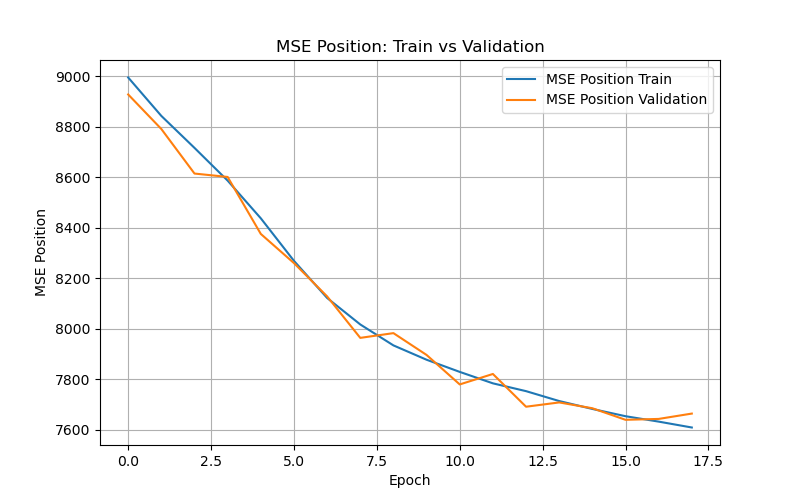 MSE Position: Train vs Validation
MSE Position Train
MSE Position Validation
MSE Position
9000
8800
8600
8400
8200
8000
7800
7600
0.0 2.5 5.0 7.5 10.0 12.5 15.0 17.5
Epoch